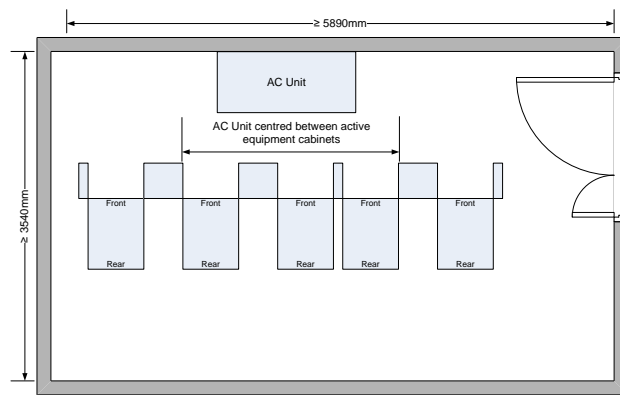 ≥ 5890mm
AC Unit
AC Unit centred between active
equipment cabinets
≥ 3540mm
Front Front Front Front Front
Rear Rear Rear Rear Rear